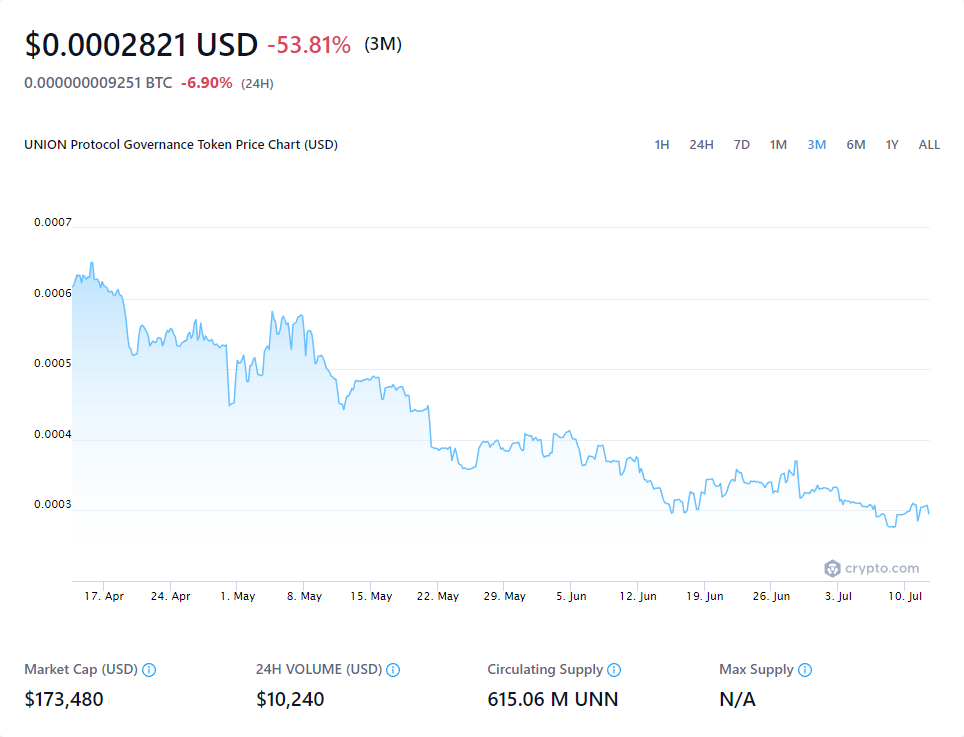 $0.0002821 USD -53.81% (3M)
0.000000009251 BTC -6.90% (24H)
UNION Protocol Governance Token Price Chart (USD)
1H 24H 7D 1M 3M 6M 1Y ALL
0.0007
0.0006
0.0005
0.0004
0.0003
crypto.com
17. Apr 24. Apr 1. May 8. May 15. May 22. May 29. May 5. Jun 12. Jun 19. Jun 26. Jun 3. Jul 10. Jul
Market Cap (USD) 24H VOLUME (USD) Circulating Supply Max Supply
$173,480 $10,240 615.06 M UNN N/A